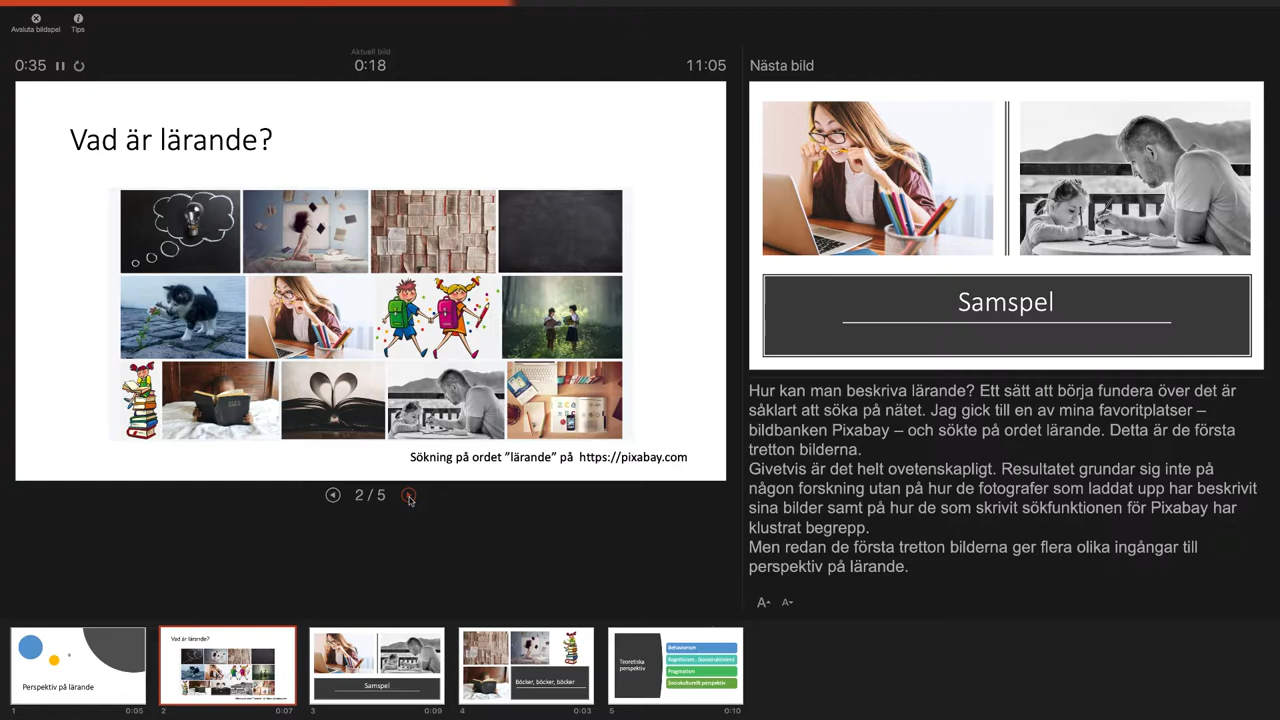 Avsluta bildspel
Tips
0:35
Aktuell bild
0:18
11:05
Vad är lärande?
Sökning på ordet ”lärande” på https://pixabay.com
2 / 5
Nästa bild
Samspel
Hur kan man beskriva lärande? Ett sätt att börja fundera över det är
såklart att söka på nätet. Jag gick till en av mina favoritplatser –
bildbanken Pixabay – och sökte på ordet lärande. Detta är de första
tretton bilderna.
Givetvis är det helt ovetenskapligt. Resultatet grundar sig inte på
någon forskning utan på hur de fotografer som laddat upp har beskrivit
sina bilder samt på hur de som skrivit sökfunktionen för Pixabay har
klustrat begrepp.
Men redan de första tretton bilderna ger flera olika ingångar till
perspektiv på lärande.
A A
Perspektiv på lärande
1 0:05
Vad är lärande?
2 0:07
Samspel
3 0:09
Böcker, böcker, böcker
4 0:03
Teoretiska
perspektiv
Behaviorism
Kognitivism , (konstruktivism)
Pragmatism
Sociokulturellt perspektiv
5 0:10